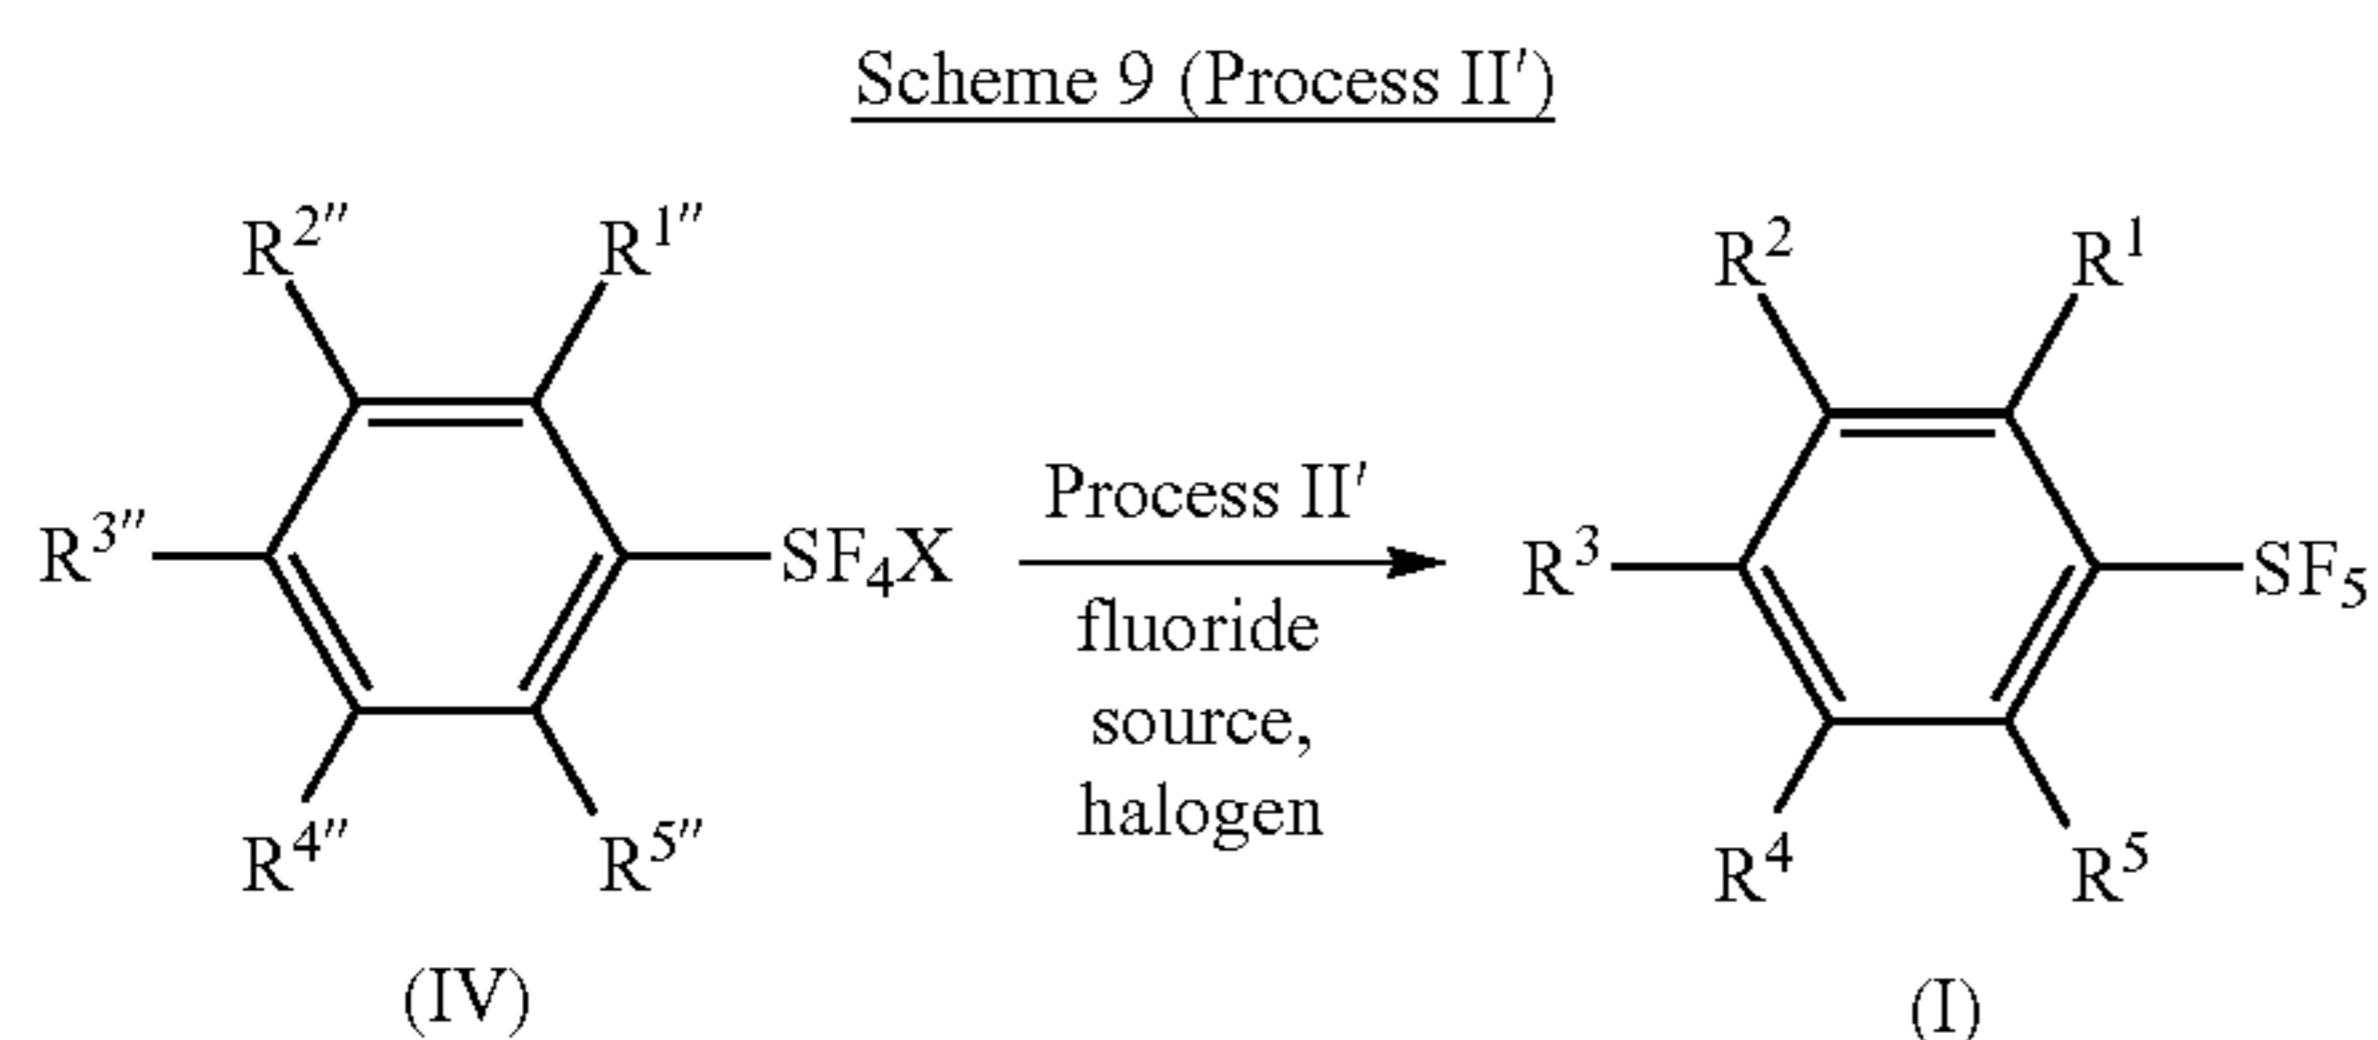 Scheme 9 (Process II′)
R2″ R1″
R3″ SF4X
R4″ R5″
(IV)
Process II′
fluoride
source,
halogen
R2 R1
R3 SF5
R4 R5
(I)